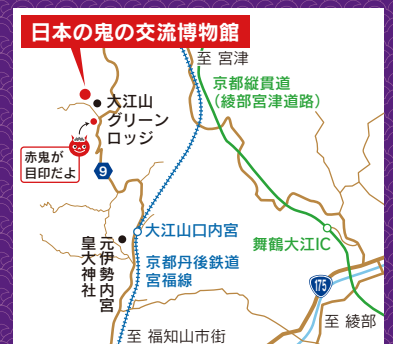 日本の鬼の交流博物館
至 宮津
京都縦貫道
（綾部宮津道路）
大江山
グリーン
ロッジ
赤鬼が
目印だよ
9
大江山口内宮
元伊勢内宮
皇大神社
京都丹後鉄道
宮福線
舞鶴大江IC
175
至 綾部
至 福知山市街